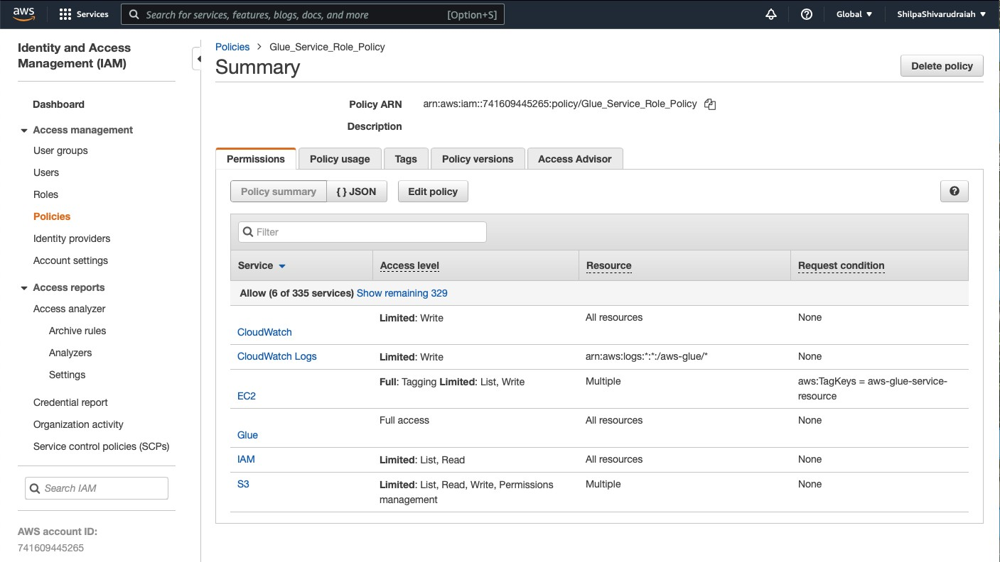 aws
Services
Search for services, features, blogs, docs, and more
[Option+S]
Global
ShilpaShivarudraiah
Identity and Access
Management (IAM)
Dashboard
Access management
User groups
Users
Roles
Policies
Identity providers
Account settings
Access reports
Access analyzer
Archive rules
Analyzers
Settings
Credential report
Organization activity
Service control policies (SCPs)
Search IAM
AWS account ID:
741609445265
Policies > Glue_Service_Role_Policy
Summary
Delete policy
Policy ARN arn:aws:iam::741609445265:policy/Glue_Service_Role_Policy
Description
Permissions Policy usage Tags Policy versions Access Advisor
Policy summary { } JSON Edit policy
Filter
Service Access level Resource Request condition
Allow (6 of 335 services) Show remaining 329
CloudWatch Limited: Write All resources None
CloudWatch Logs Limited: Write arn:aws:logs:*:*:/aws-glue/* None
EC2 Full: Tagging Limited: List, Write Multiple aws:TagKeys = aws-glue-service-
resource
Glue Full access All resources None
IAM Limited: List, Read All resources None
S3 Limited: List, Read, Write, Permissions Multiple None
management